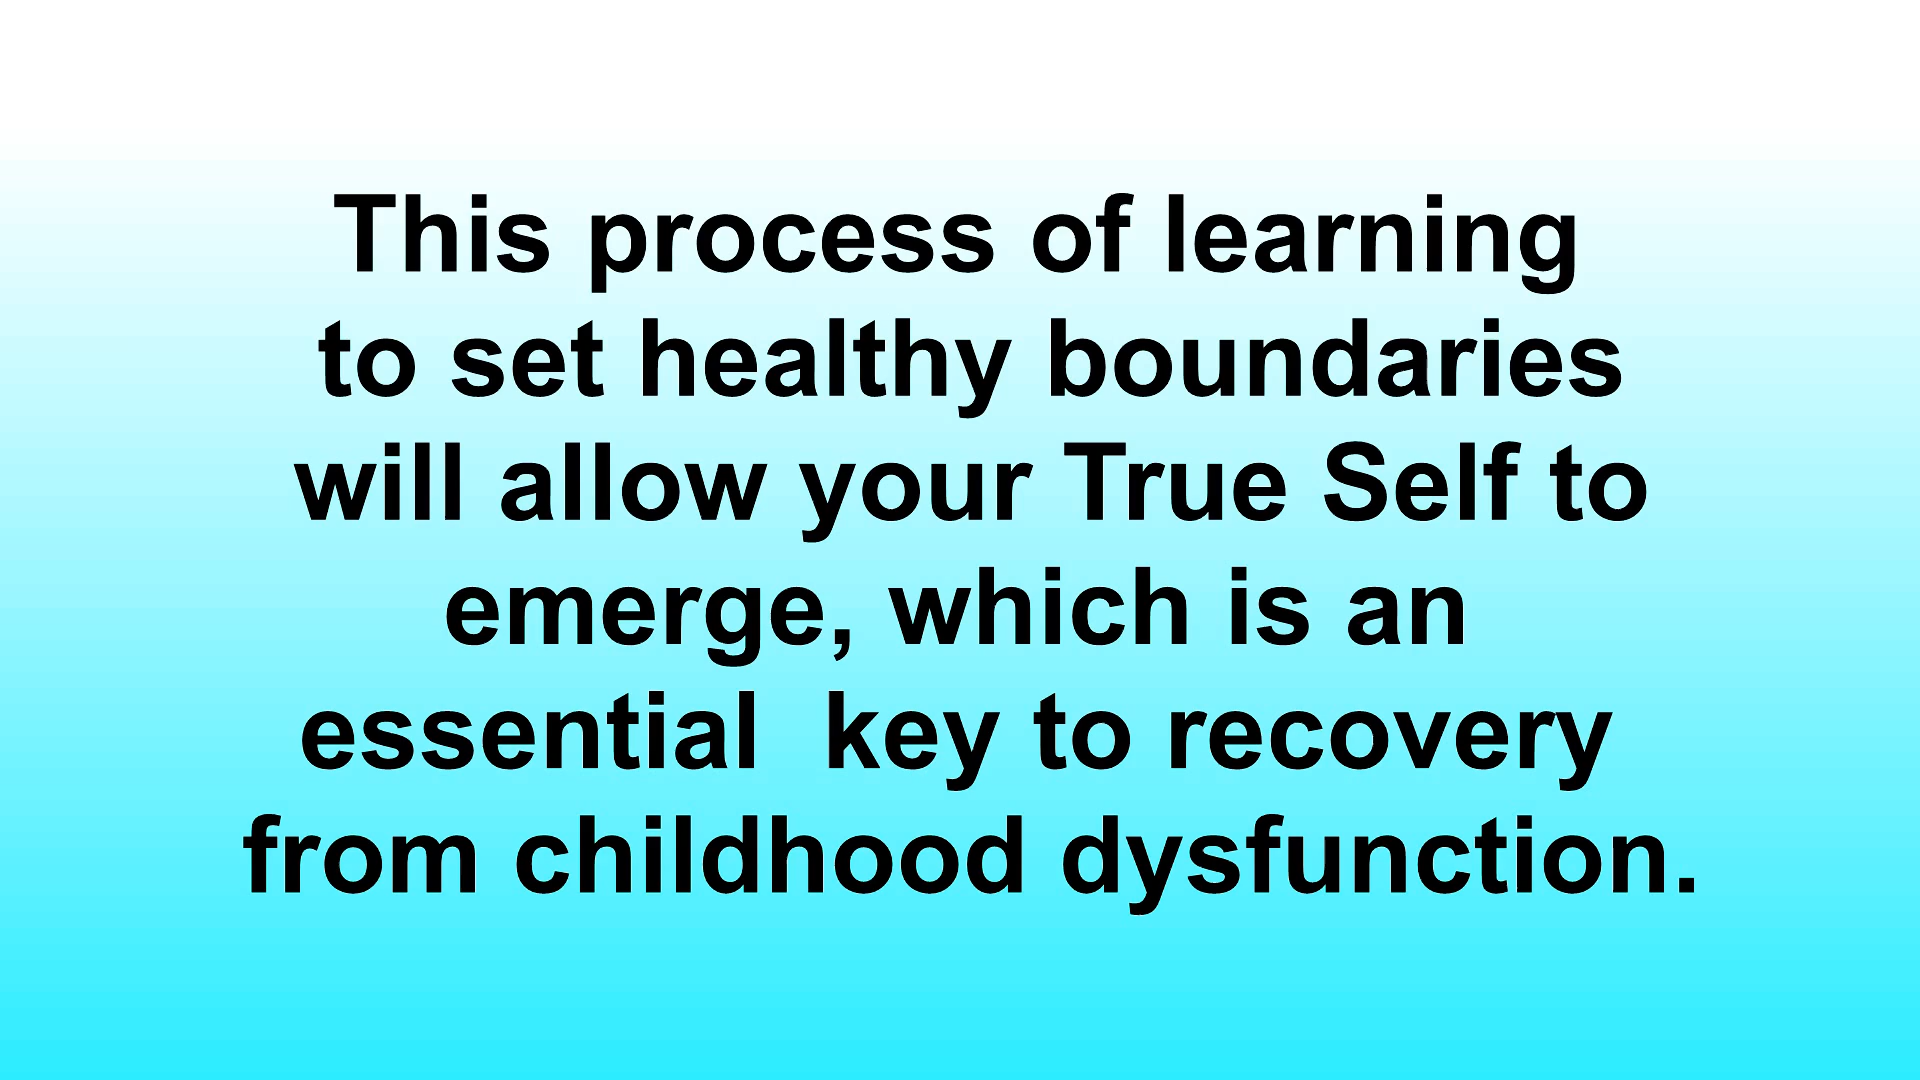 This process of learning
to set healthy boundaries
will allow your True Self to
emerge, which is an
essential  key to recovery
from childhood dysfunction.